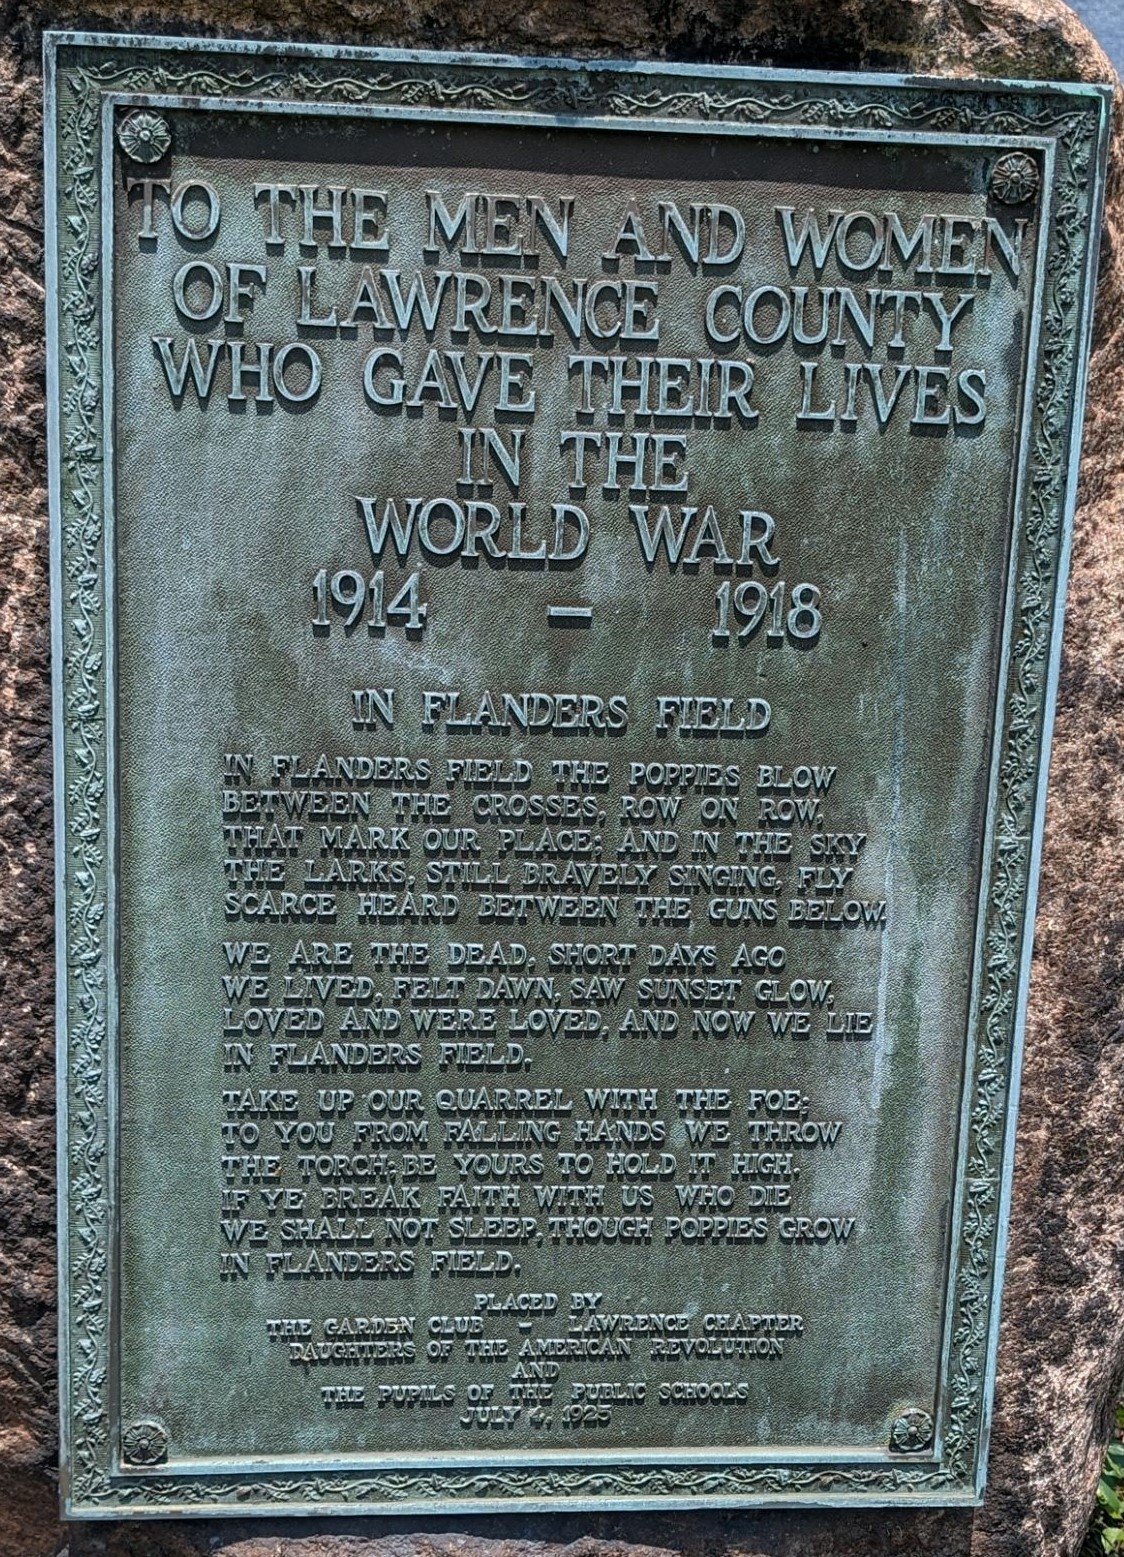 TO THE MEN AND WOMEN
OF LAWRENCE COUNTY
WHO GAVE THEIR LIVES
IN THE
WORLD WAR
1914 — 1918
IN FLANDERS FIELD
IN FLANDERS FIELD THE POPPIES BLOW
BETWEEN THE CROSSES, ROW ON ROW,
THAT MARK OUR PLACE; AND IN THE SKY
THE LARKS, STILL BRAVELY SINGING, FLY
SCARCE HEARD BETWEEN THE GUNS BELOW.
WE ARE THE DEAD, SHORT DAYS AGO
WE LIVED, FELT DAWN, SAW SUNSET GLOW,
LOVED AND WERE LOVED, AND NOW WE LIE
IN FLANDERS FIELD.
TAKE UP OUR QUARREL WITH THE FOE;
TO YOU FROM FALLING HANDS WE THROW
THE TORCH; BE YOURS TO HOLD IT HIGH.
IF YE BREAK FAITH WITH US WHO DIE
WE SHALL NOT SLEEP, THOUGH POPPIES GROW
IN FLANDERS FIELD.
PLACED BY
THE GARDEN CLUB — LAWRENCE CHAPTER
DAUGHTERS OF THE AMERICAN REVOLUTION
AND
THE PUPILS OF THE PUBLIC SCHOOLS
JULY 4, 1925